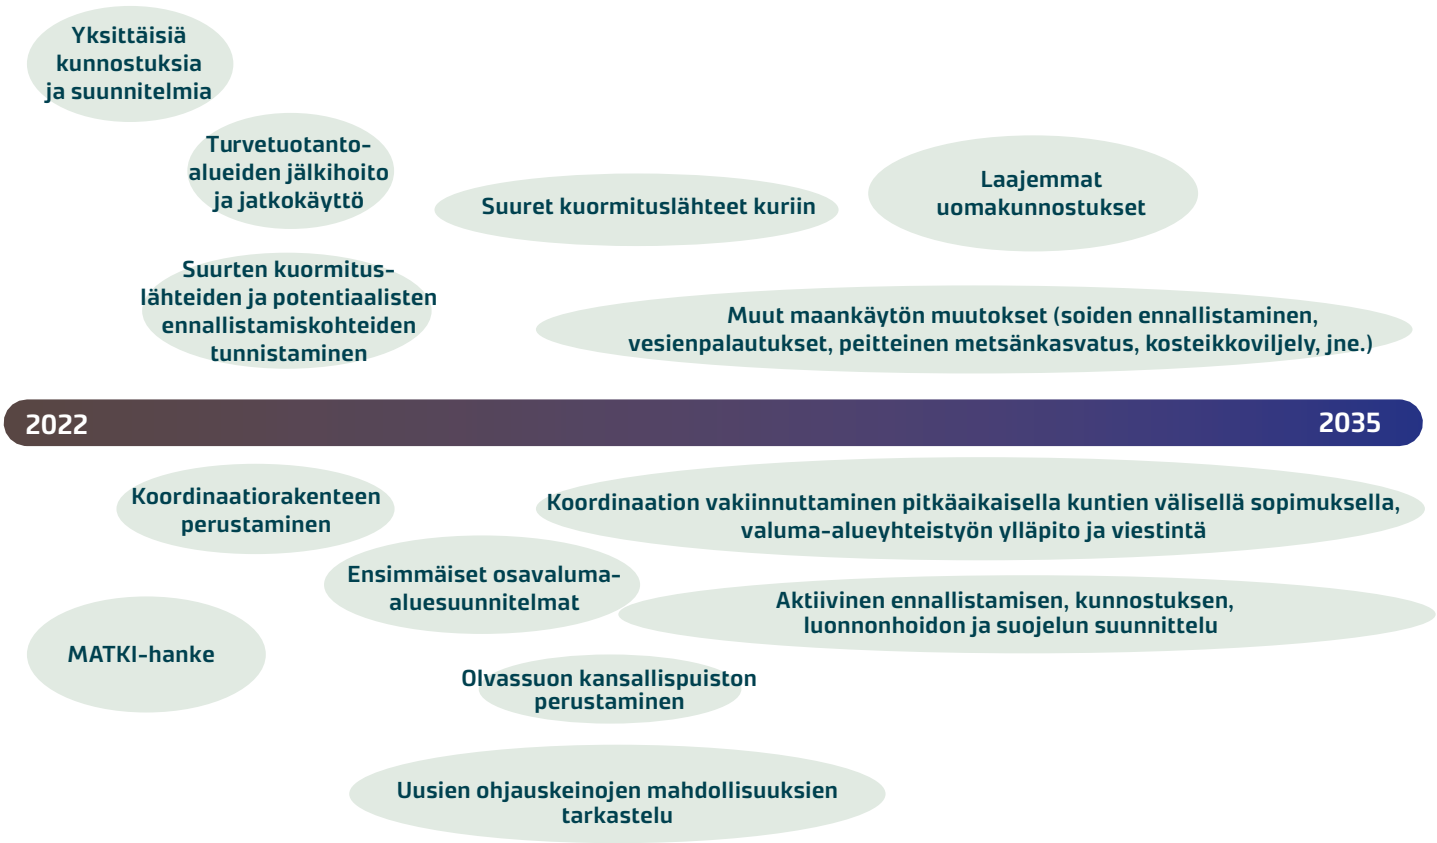 Yksittäisiä
kunnostuksia
ja suunnitelmia
Turvetuotanto-
alueiden jälkihoito
ja jatkokäyttö
Suuret kuormituslähteet kuriin
Laajemmat
uomakunnostukset
Suurten kuormitus-
lähteiden ja potentiaalisten
ennallistamiskohteiden
tunnistaminen
Muut maankäytön muutokset (soiden ennallistaminen,
vesienpalautukset, peitteinen metsänkasvatus, kosteikkoviljely, jne.)
2022
2035
Koordinaatiorakenteen
perustaminen
Koordinaation vakiinnuttaminen pitkäaikaisella kuntien välisellä sopimuksella,
valuma-alueyhteistyön ylläpito ja viestintä
Ensimmäiset osavaluma-
aluesuunnitelmat
Aktiivinen ennallistamisen, kunnostuksen,
luonnonhoidon ja suojelun suunnittelu
MATKI-hanke
Olvassuon kansallispuiston
perustaminen
Uusien ohjauskeinojen mahdollisuuksien
tarkastelu